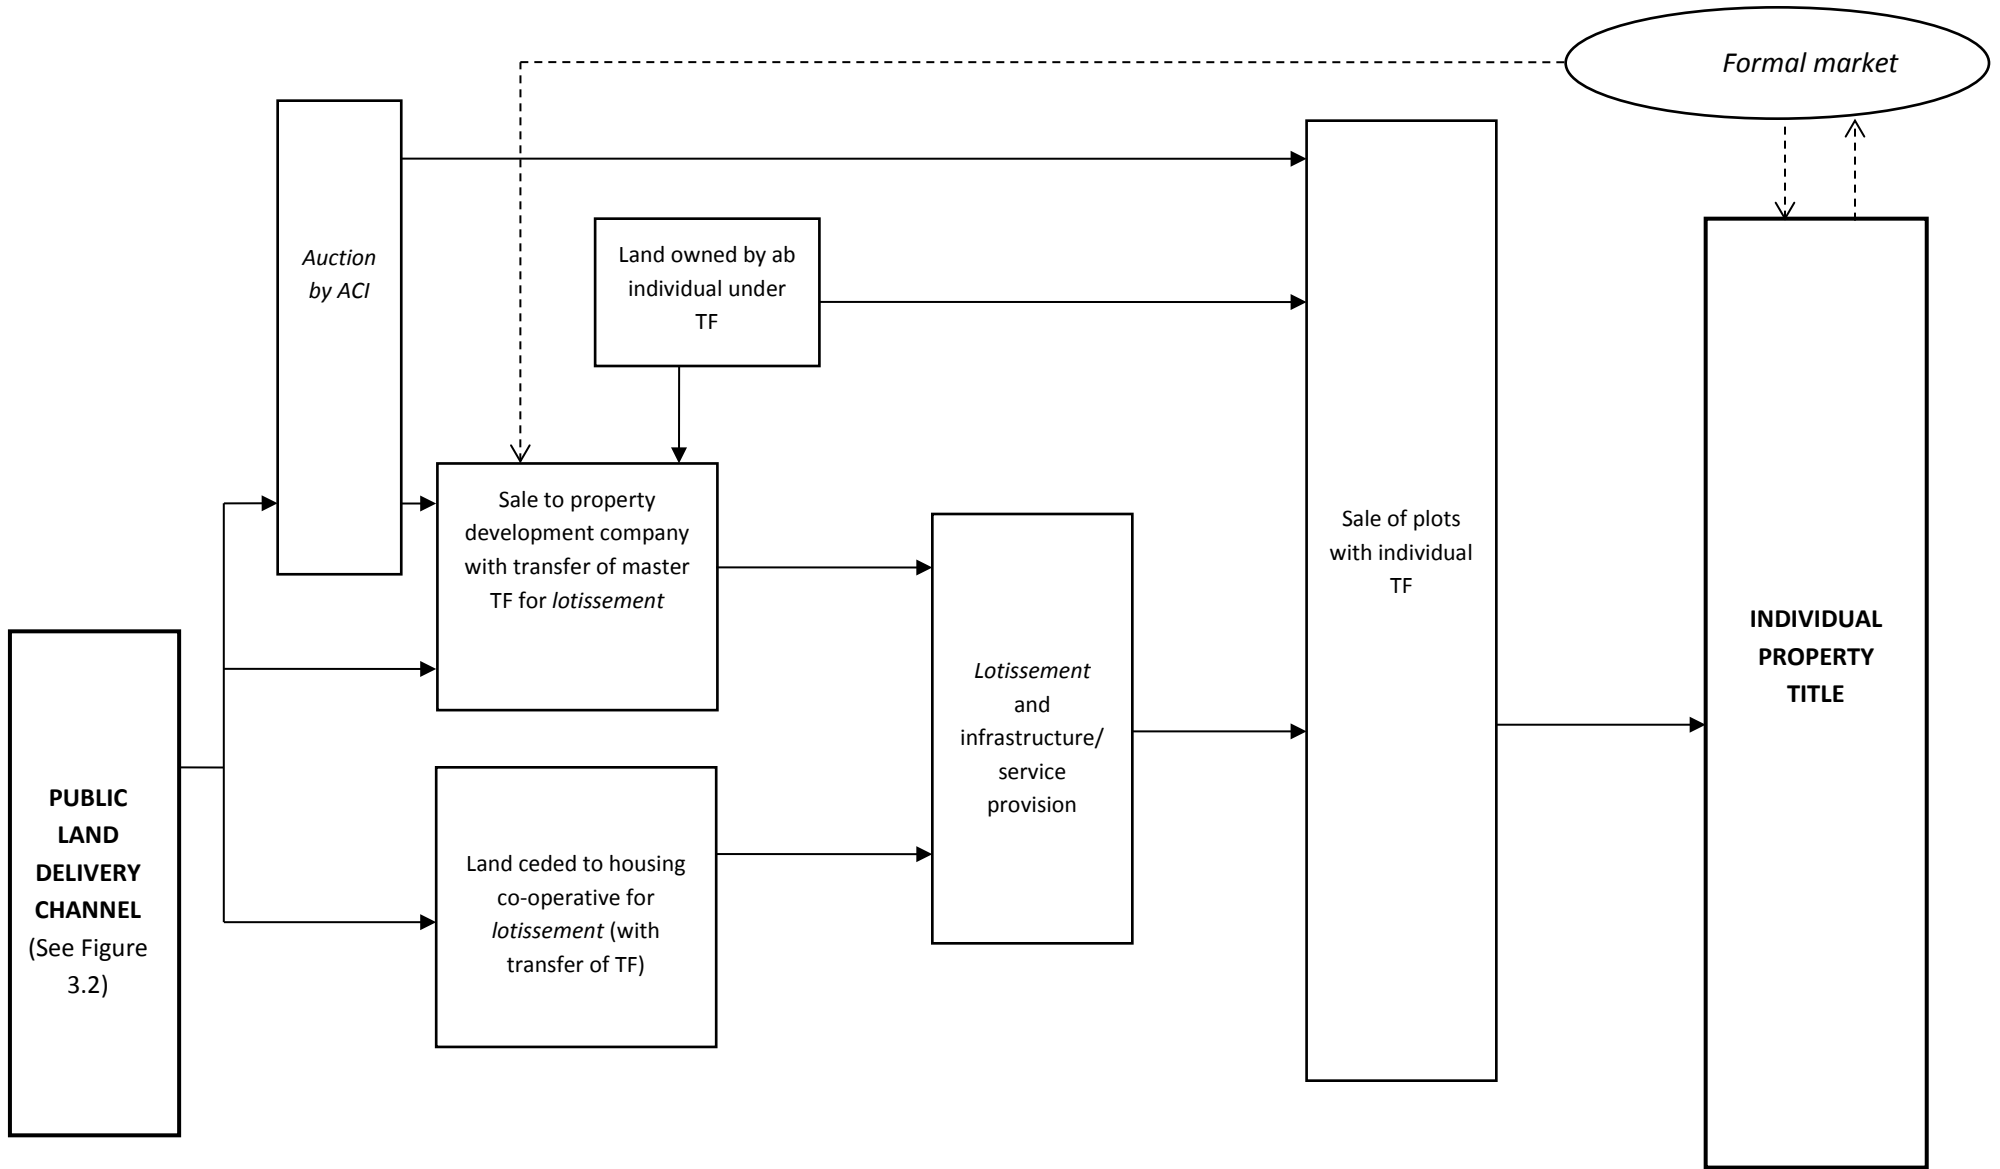 Formal market
Auction
by ACI
Land owned by ab
individual under
TF
Sale to property
development company
with transfer of master
TF for lotissement
Sale of plots
with individual
TF
INDIVIDUAL
PROPERTY
TITLE
Lotissement
and
infrastructure/
service
provision
PUBLIC
LAND
DELIVERY
CHANNEL
(See Figure
3.2)
Land ceded to housing
co-operative for
lotissement (with
transfer of TF)